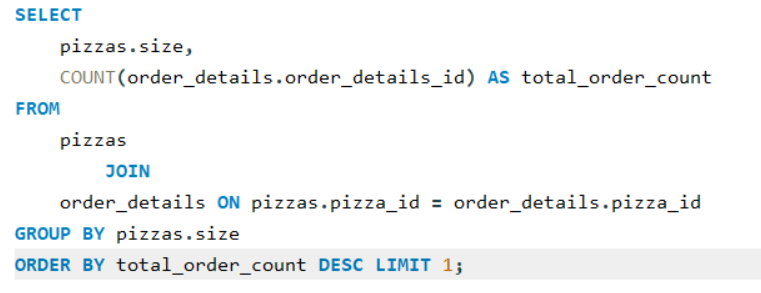 SELECT
pizzas.size,
COUNT(order_details.order_details_id) AS total_order_count
FROM
pizzas
JOIN
order_details ON pizzas.pizza_id = order_details.pizza_id
GROUP BY pizzas.size
ORDER BY total_order_count DESC LIMIT 1;